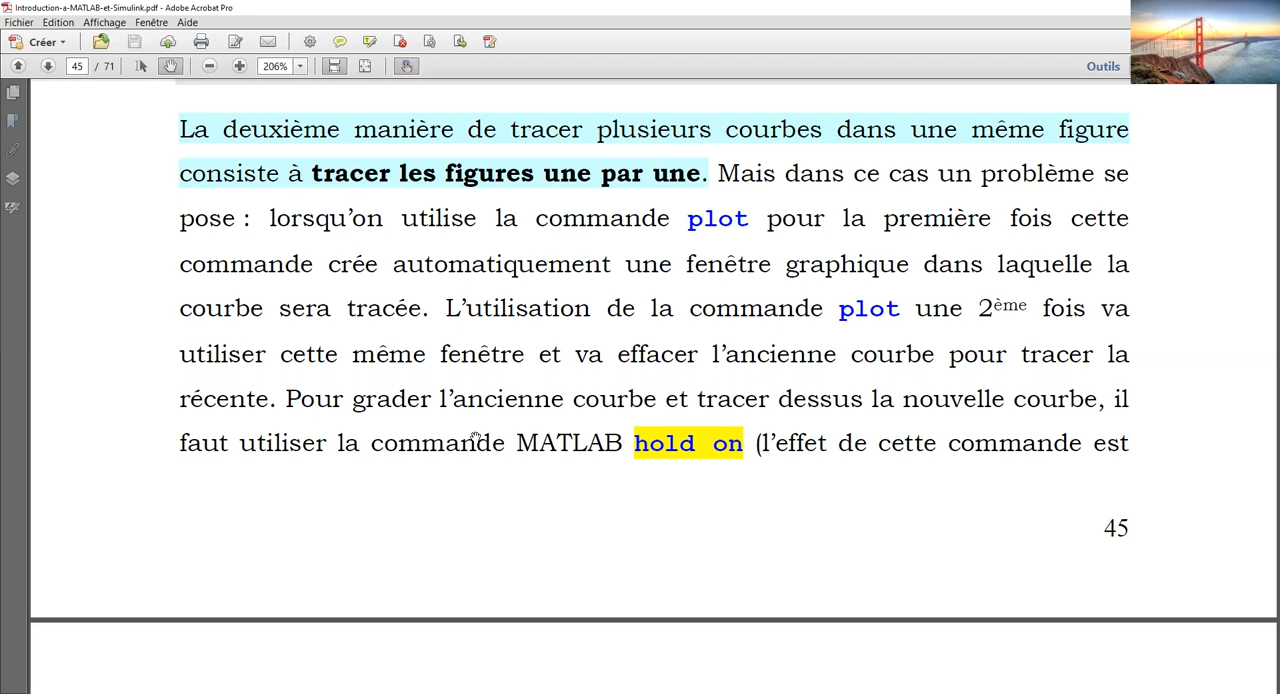 Introduction-a-MATLAB-et-Simulink.pdf - Adobe Acrobat Pro
Fichier Edition Affichage Fenêtre Aide
Créer
45 / 71 206% Outils
La deuxième manière de tracer plusieurs courbes dans une même figure
consiste à tracer les figures une par une. Mais dans ce cas un problème se
pose : lorsqu’on utilise la commande plot pour la première fois cette
commande crée automatiquement une fenêtre graphique dans laquelle la
courbe sera tracée. L’utilisation de la commande plot une 2ème fois va
utiliser cette même fenêtre et va effacer l’ancienne courbe pour tracer la
récente. Pour grader l’ancienne courbe et tracer dessus la nouvelle courbe, il
faut utiliser la commande MATLAB hold on (l’effet de cette commande est
45